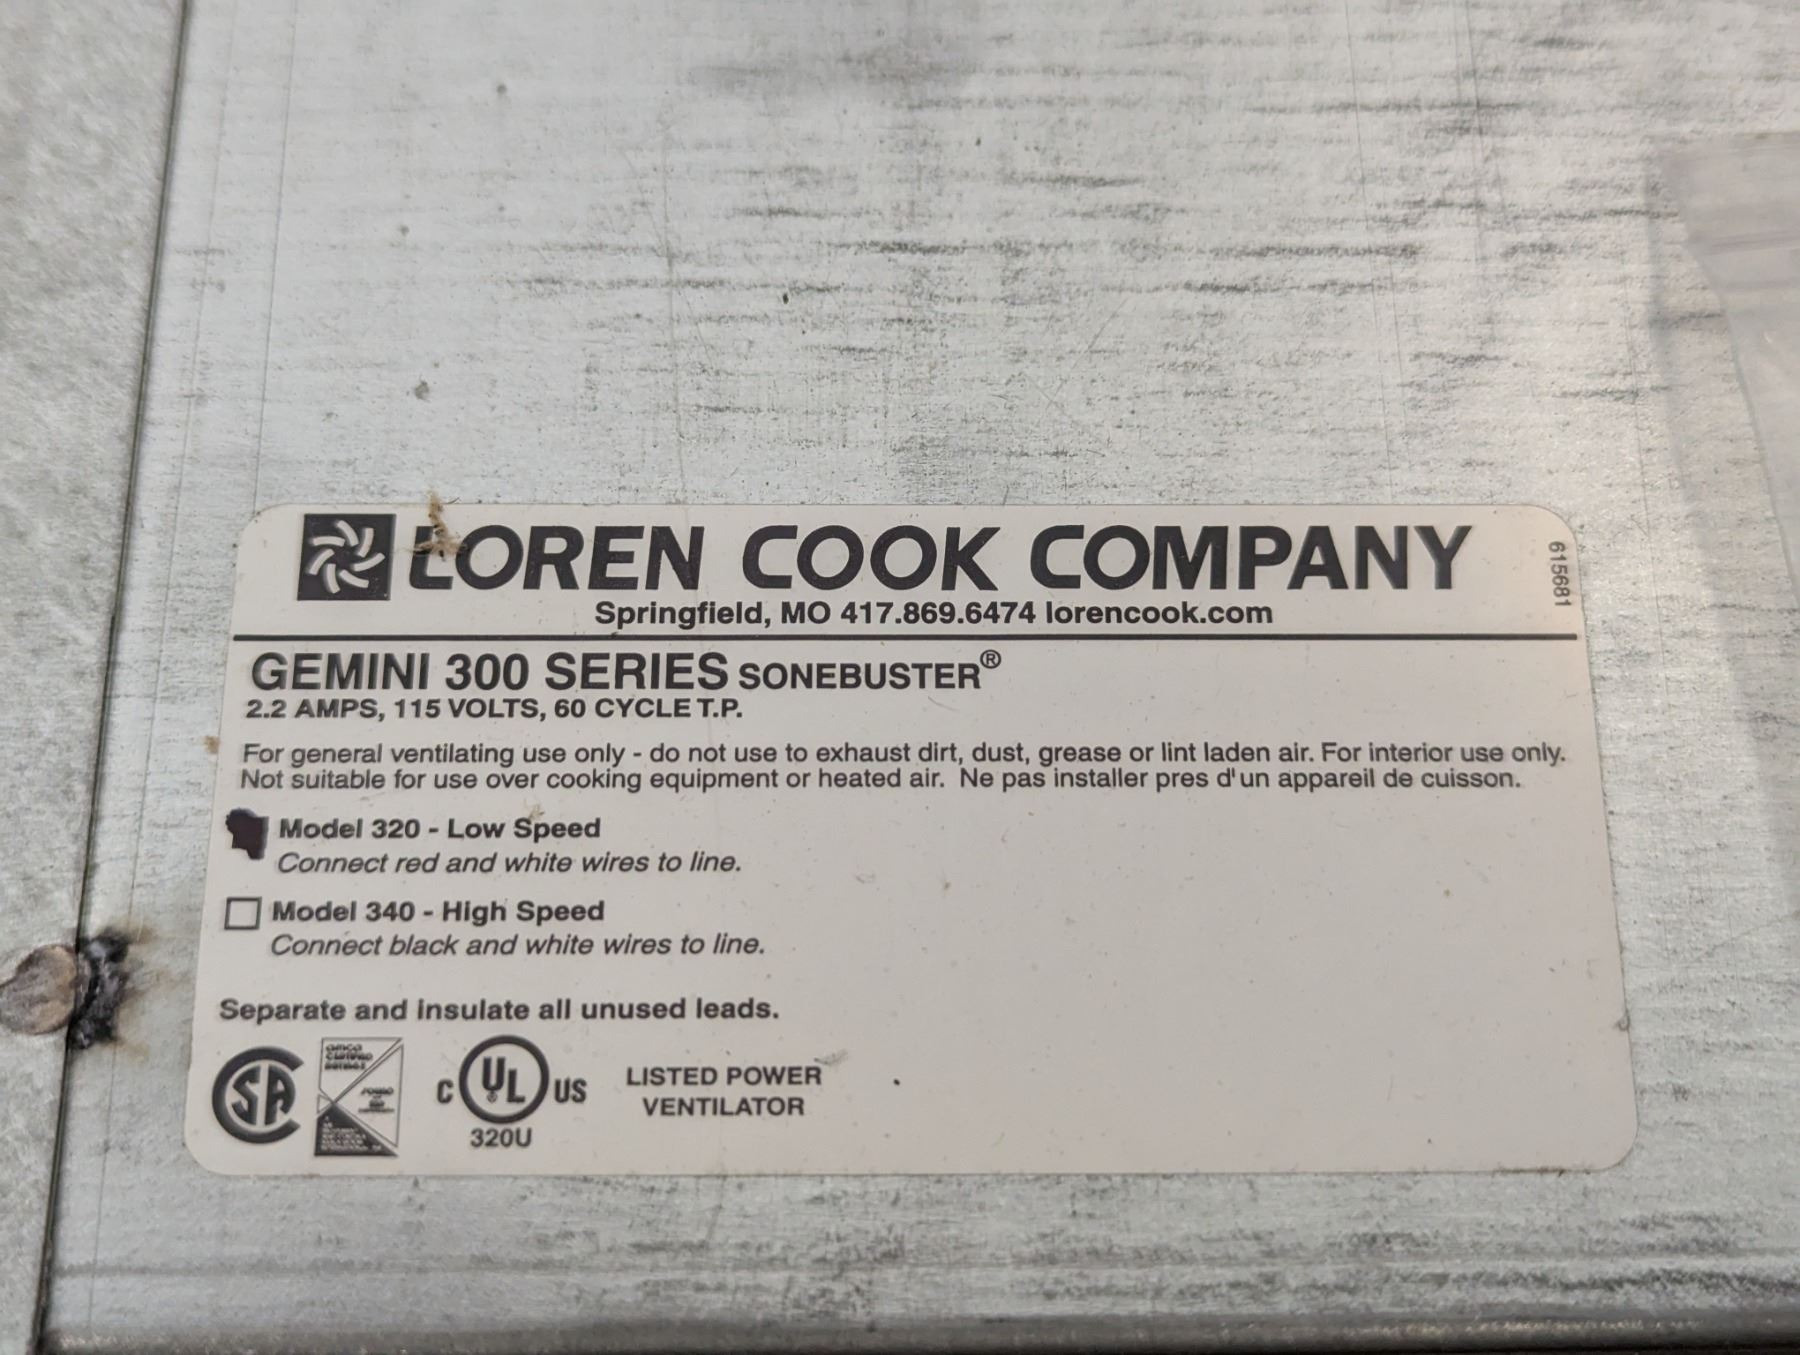 LOREN COOK COMPANY
Springfield, MO 417.869.6474 lorencook.com
615681
GEMINI 300 SERIES SONEBUSTER®
2.2 AMPS, 115 VOLTS, 60 CYCLE T.P.
For general ventilating use only - do not use to exhaust dirt, dust, grease or lint laden air. For interior use only.
Not suitable for use over cooking equipment or heated air. Ne pas installer pres d'un appareil de cuisson.
Model 320 - Low Speed
Connect red and white wires to line.
Model 340 - High Speed
Connect black and white wires to line.
Separate and insulate all unused leads.
SA
amca
CERTIFIED
RATINGS
C UL US
320U
LISTED POWER
VENTILATOR